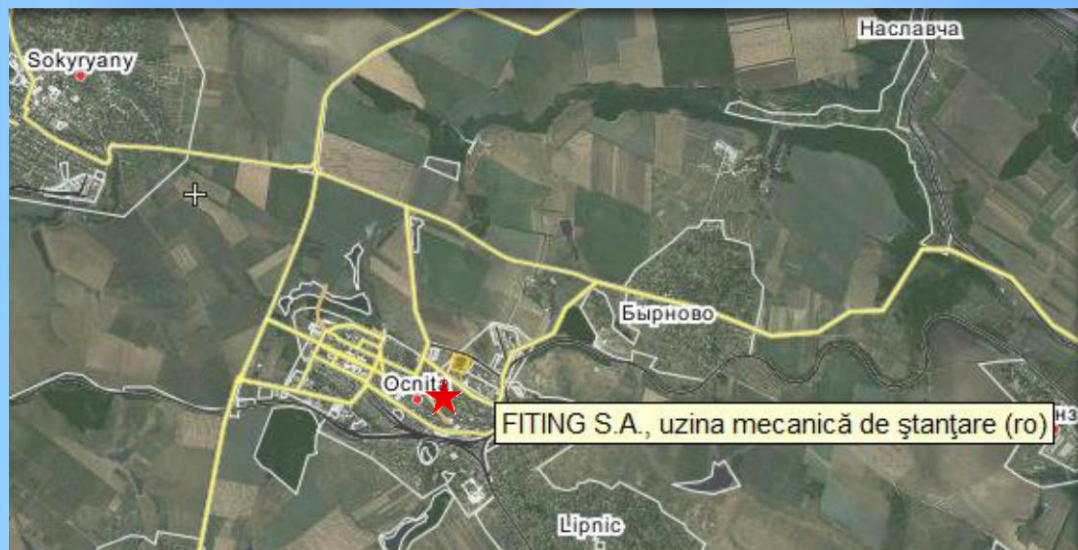 Наславча
Sokyryany
Бырново
Ocnita
FITING S.A., uzina mecanică de ştanţare (ro)
Lipnic